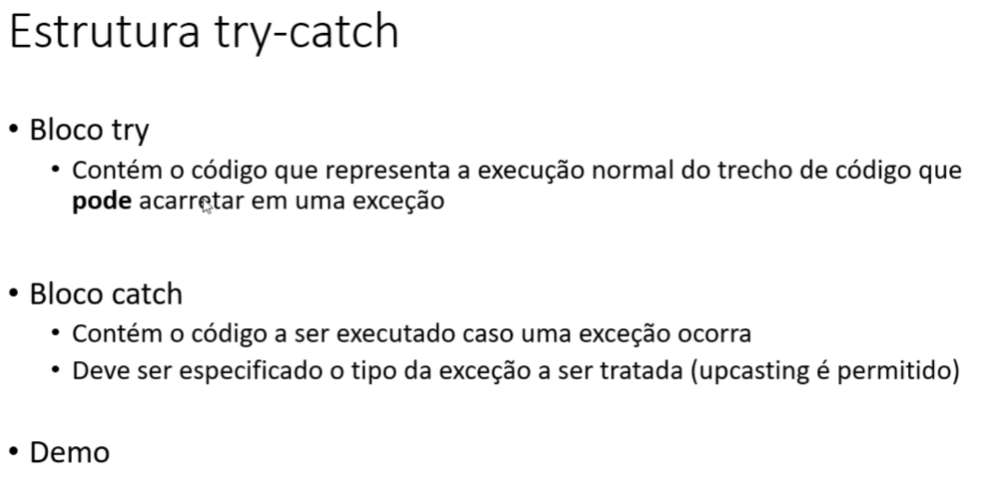 Estrutura try-catch
• Bloco try
• Contém o código que representa a execução normal do trecho de código que
pode acarretar em uma exceção
• Bloco catch
• Contém o código a ser executado caso uma exceção ocorra
• Deve ser especificado o tipo da exceção a ser tratada (upcasting é permitido)
• Demo